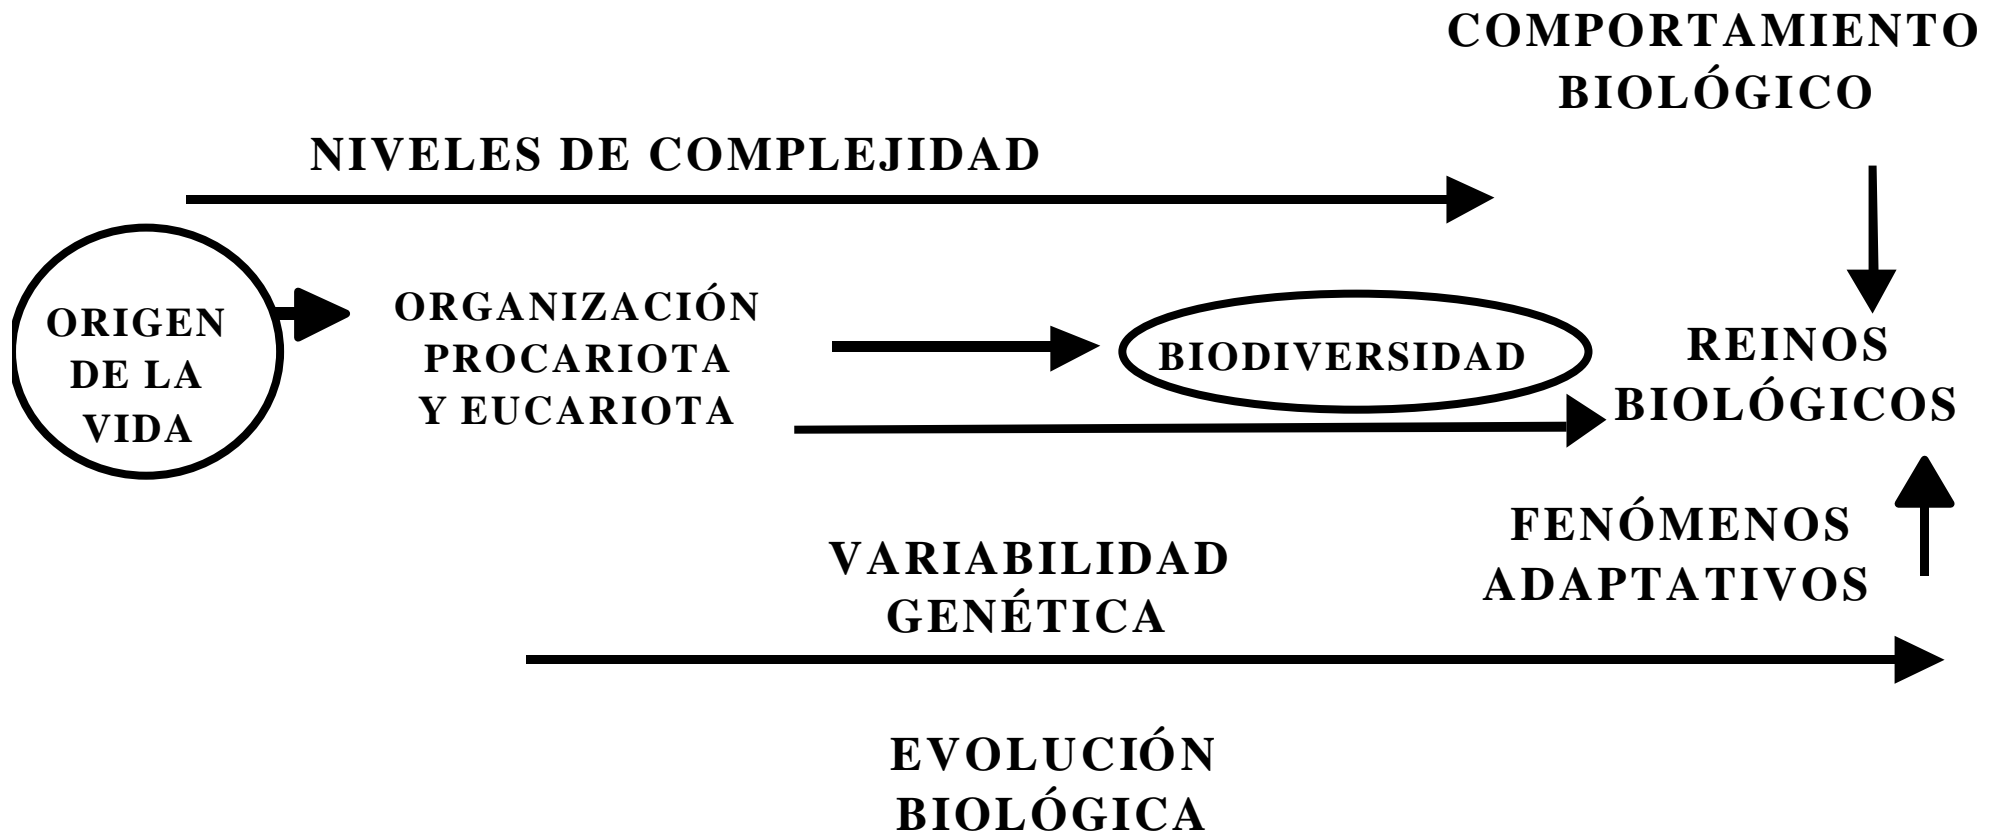 COMPORTAMIENTO
BIOLÓGICO
NIVELES DE COMPLEJIDAD
ORIGEN
DE LA
VIDA
ORGANIZACIÓN
PROCARIOTA
Y EUCARIOTA
BIODIVERSIDAD
REINOS
BIOLÓGICOS
FENÓMENOS
ADAPTATIVOS
VARIABILIDAD
GENÉTICA
EVOLUCIÓN
BIOLÓGICA